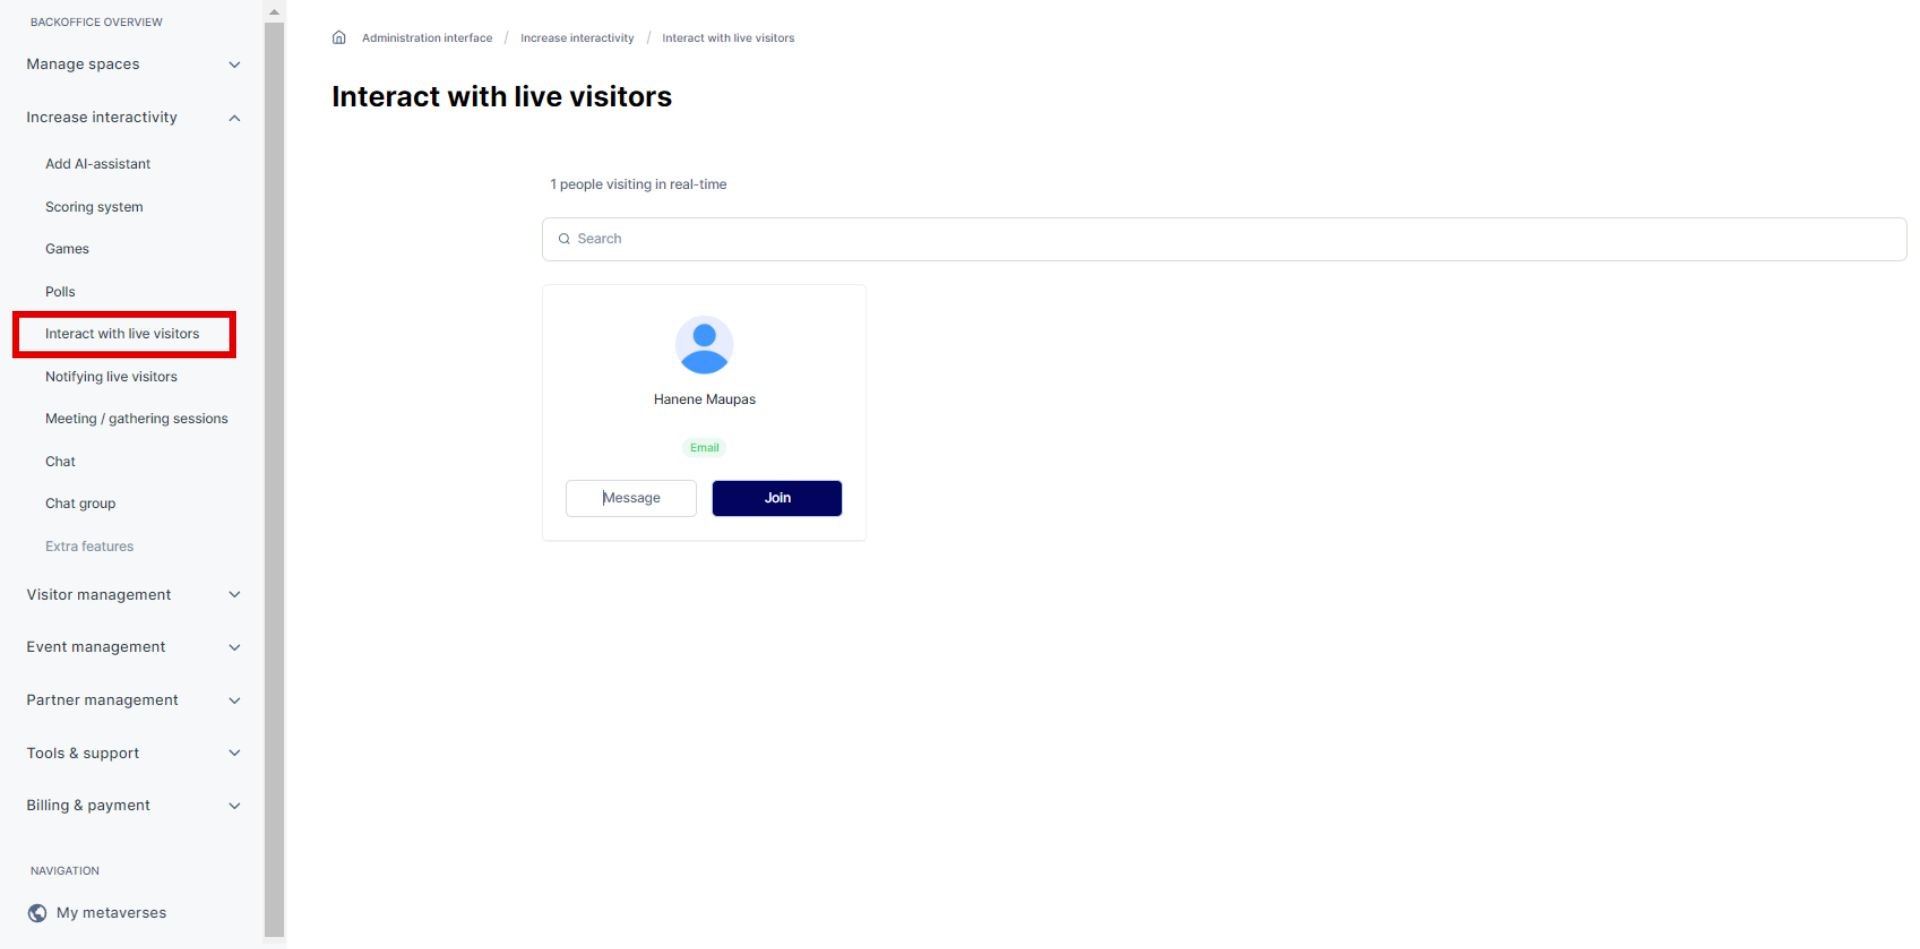 BACKOFFICE OVERVIEW
Manage spaces
Increase interactivity
Add AI-assistant
Scoring system
Games
Polls
Interact with live visitors
Notifying live visitors
Meeting / gathering sessions
Chat
Chat group
Extra features
Visitor management
Event management
Partner management
Tools & support
Billing & payment
NAVIGATION
My metaverses
Administration interface / Increase interactivity / Interact with live visitors
Interact with live visitors
1 people visiting in real-time
Search
Hanene Maupas
Email
Message Join